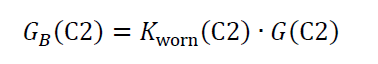 G_B(C2) = K_worn(C2) · G(C2)